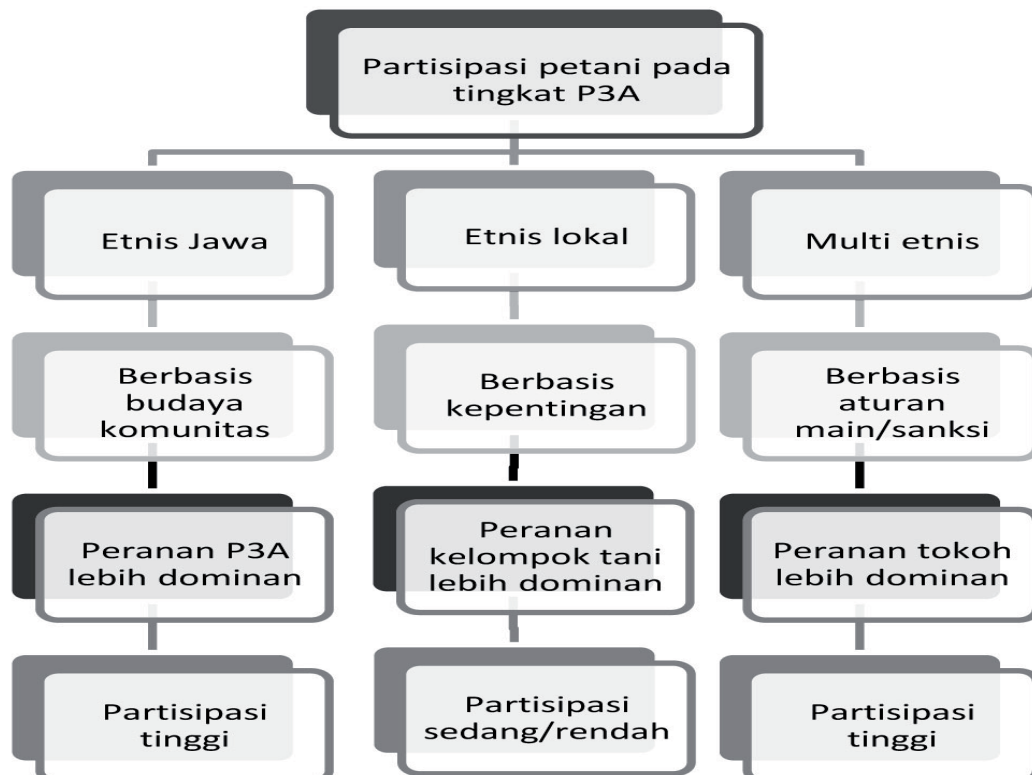 Partisipasi petani pada
tingkat P3A
Etnis Jawa
Etnis lokal
Multi etnis
Berbasis
budaya
komunitas
Berbasis
kepentingan
Berbasis
aturan
main/sanksi
Peranan P3A
lebih dominan
Peranan
kelompok tani
lebih dominan
Peranan tokoh
lebih dominan
Partisipasi
tinggi
Partisipasi
sedang/rendah
Partisipasi
tinggi